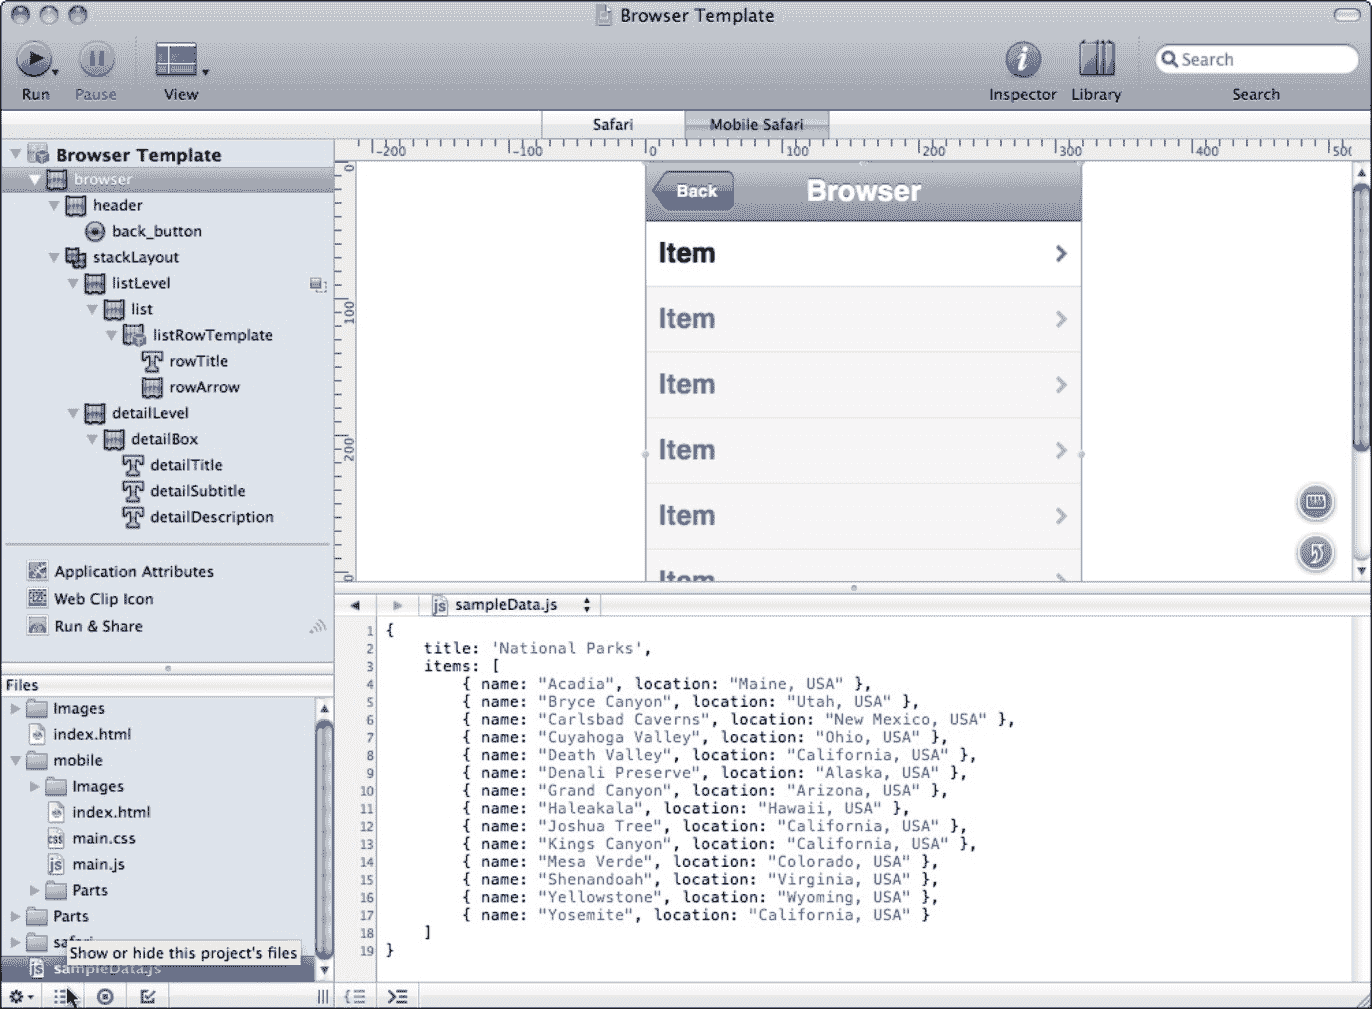 Browser Template
Run
Pause
View
Inspector
Library
Search
Search
Safari
Mobile Safari
Browser Template
browser
header
back_button
stackLayout
listLevel
list
listRowTemplate
rowTitle
rowArrow
detailLevel
detailBox
detailTitle
detailSubtitle
detailDescription
Application Attributes
Web Clip Icon
Run & Share
Files
Images
index.html
mobile
Images
index.html
main.css
main.js
Parts
Parts
safari
Show or hide this project's files
sampleData.js
-200 -100 0 100 200 300 400 500
0
100
200
Back
Browser
Item
Item
Item
Item
Item
Item
sampleData.js
1 {
2 title: 'National Parks',
3 items: [
4 { name: "Acadia", location: "Maine, USA" },
5 { name: "Bryce Canyon", location: "Utah, USA" },
6 { name: "Carlsbad Caverns", location: "New Mexico, USA" },
7 { name: "Cuyahoga Valley", location: "Ohio, USA" },
8 { name: "Death Valley", location: "California, USA" },
9 { name: "Denali Preserve", location: "Alaska, USA" },
10 { name: "Grand Canyon", location: "Arizona, USA" },
11 { name: "Haleakala", location: "Hawaii, USA" },
12 { name: "Joshua Tree", location: "California, USA" },
13 { name: "Kings Canyon", location: "California, USA" },
14 { name: "Mesa Verde", location: "Colorado, USA" },
15 { name: "Shenandoah", location: "Virginia, USA" },
16 { name: "Yellowstone", location: "Wyoming, USA" },
17 { name: "Yosemite", location: "California, USA" }
18 ]
19 }